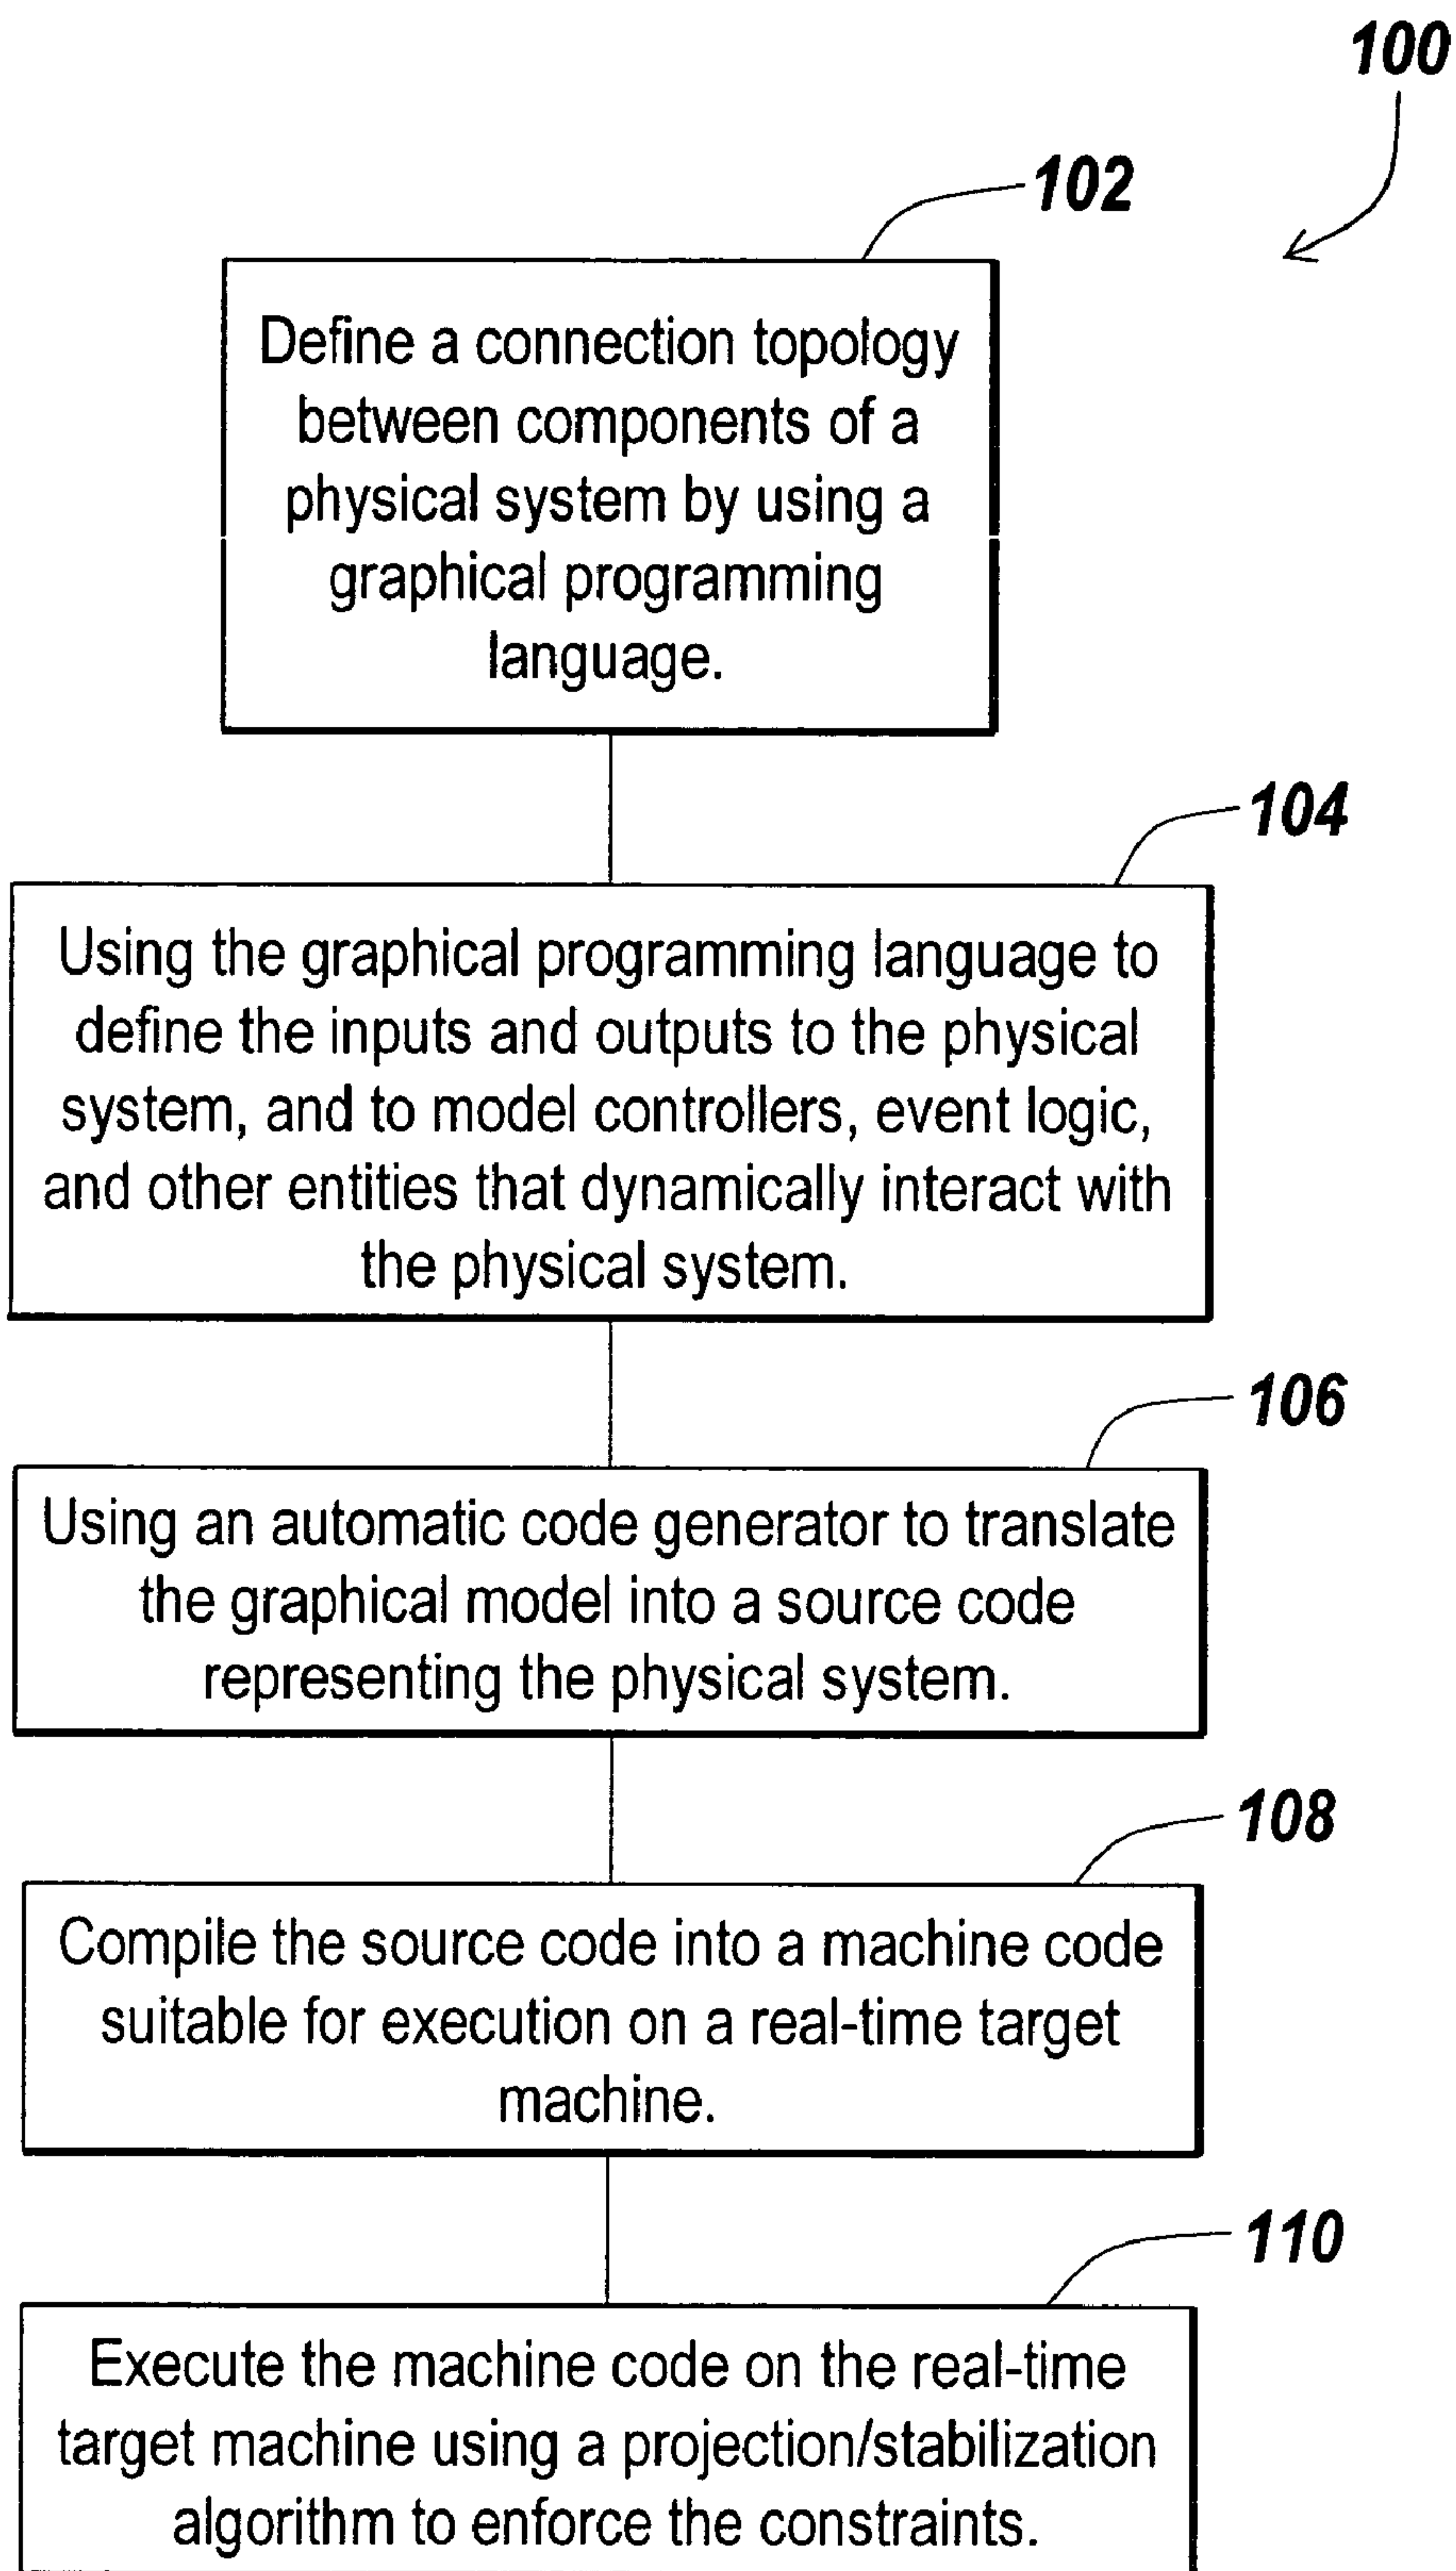 100
102
Define a connection topology
between components of a
physical system by using a
graphical programming
language.
104
Using the graphical programming language to
define the inputs and outputs to the physical
system, and to model controllers, event logic,
and other entities that dynamically interact with
the physical system.
106
Using an automatic code generator to translate
the graphical model into a source code
representing the physical system.
108
Compile the source code into a machine code
suitable for execution on a real-time target
machine.
110
Execute the machine code on the real-time
target machine using a projection/stabilization
algorithm to enforce the constraints.